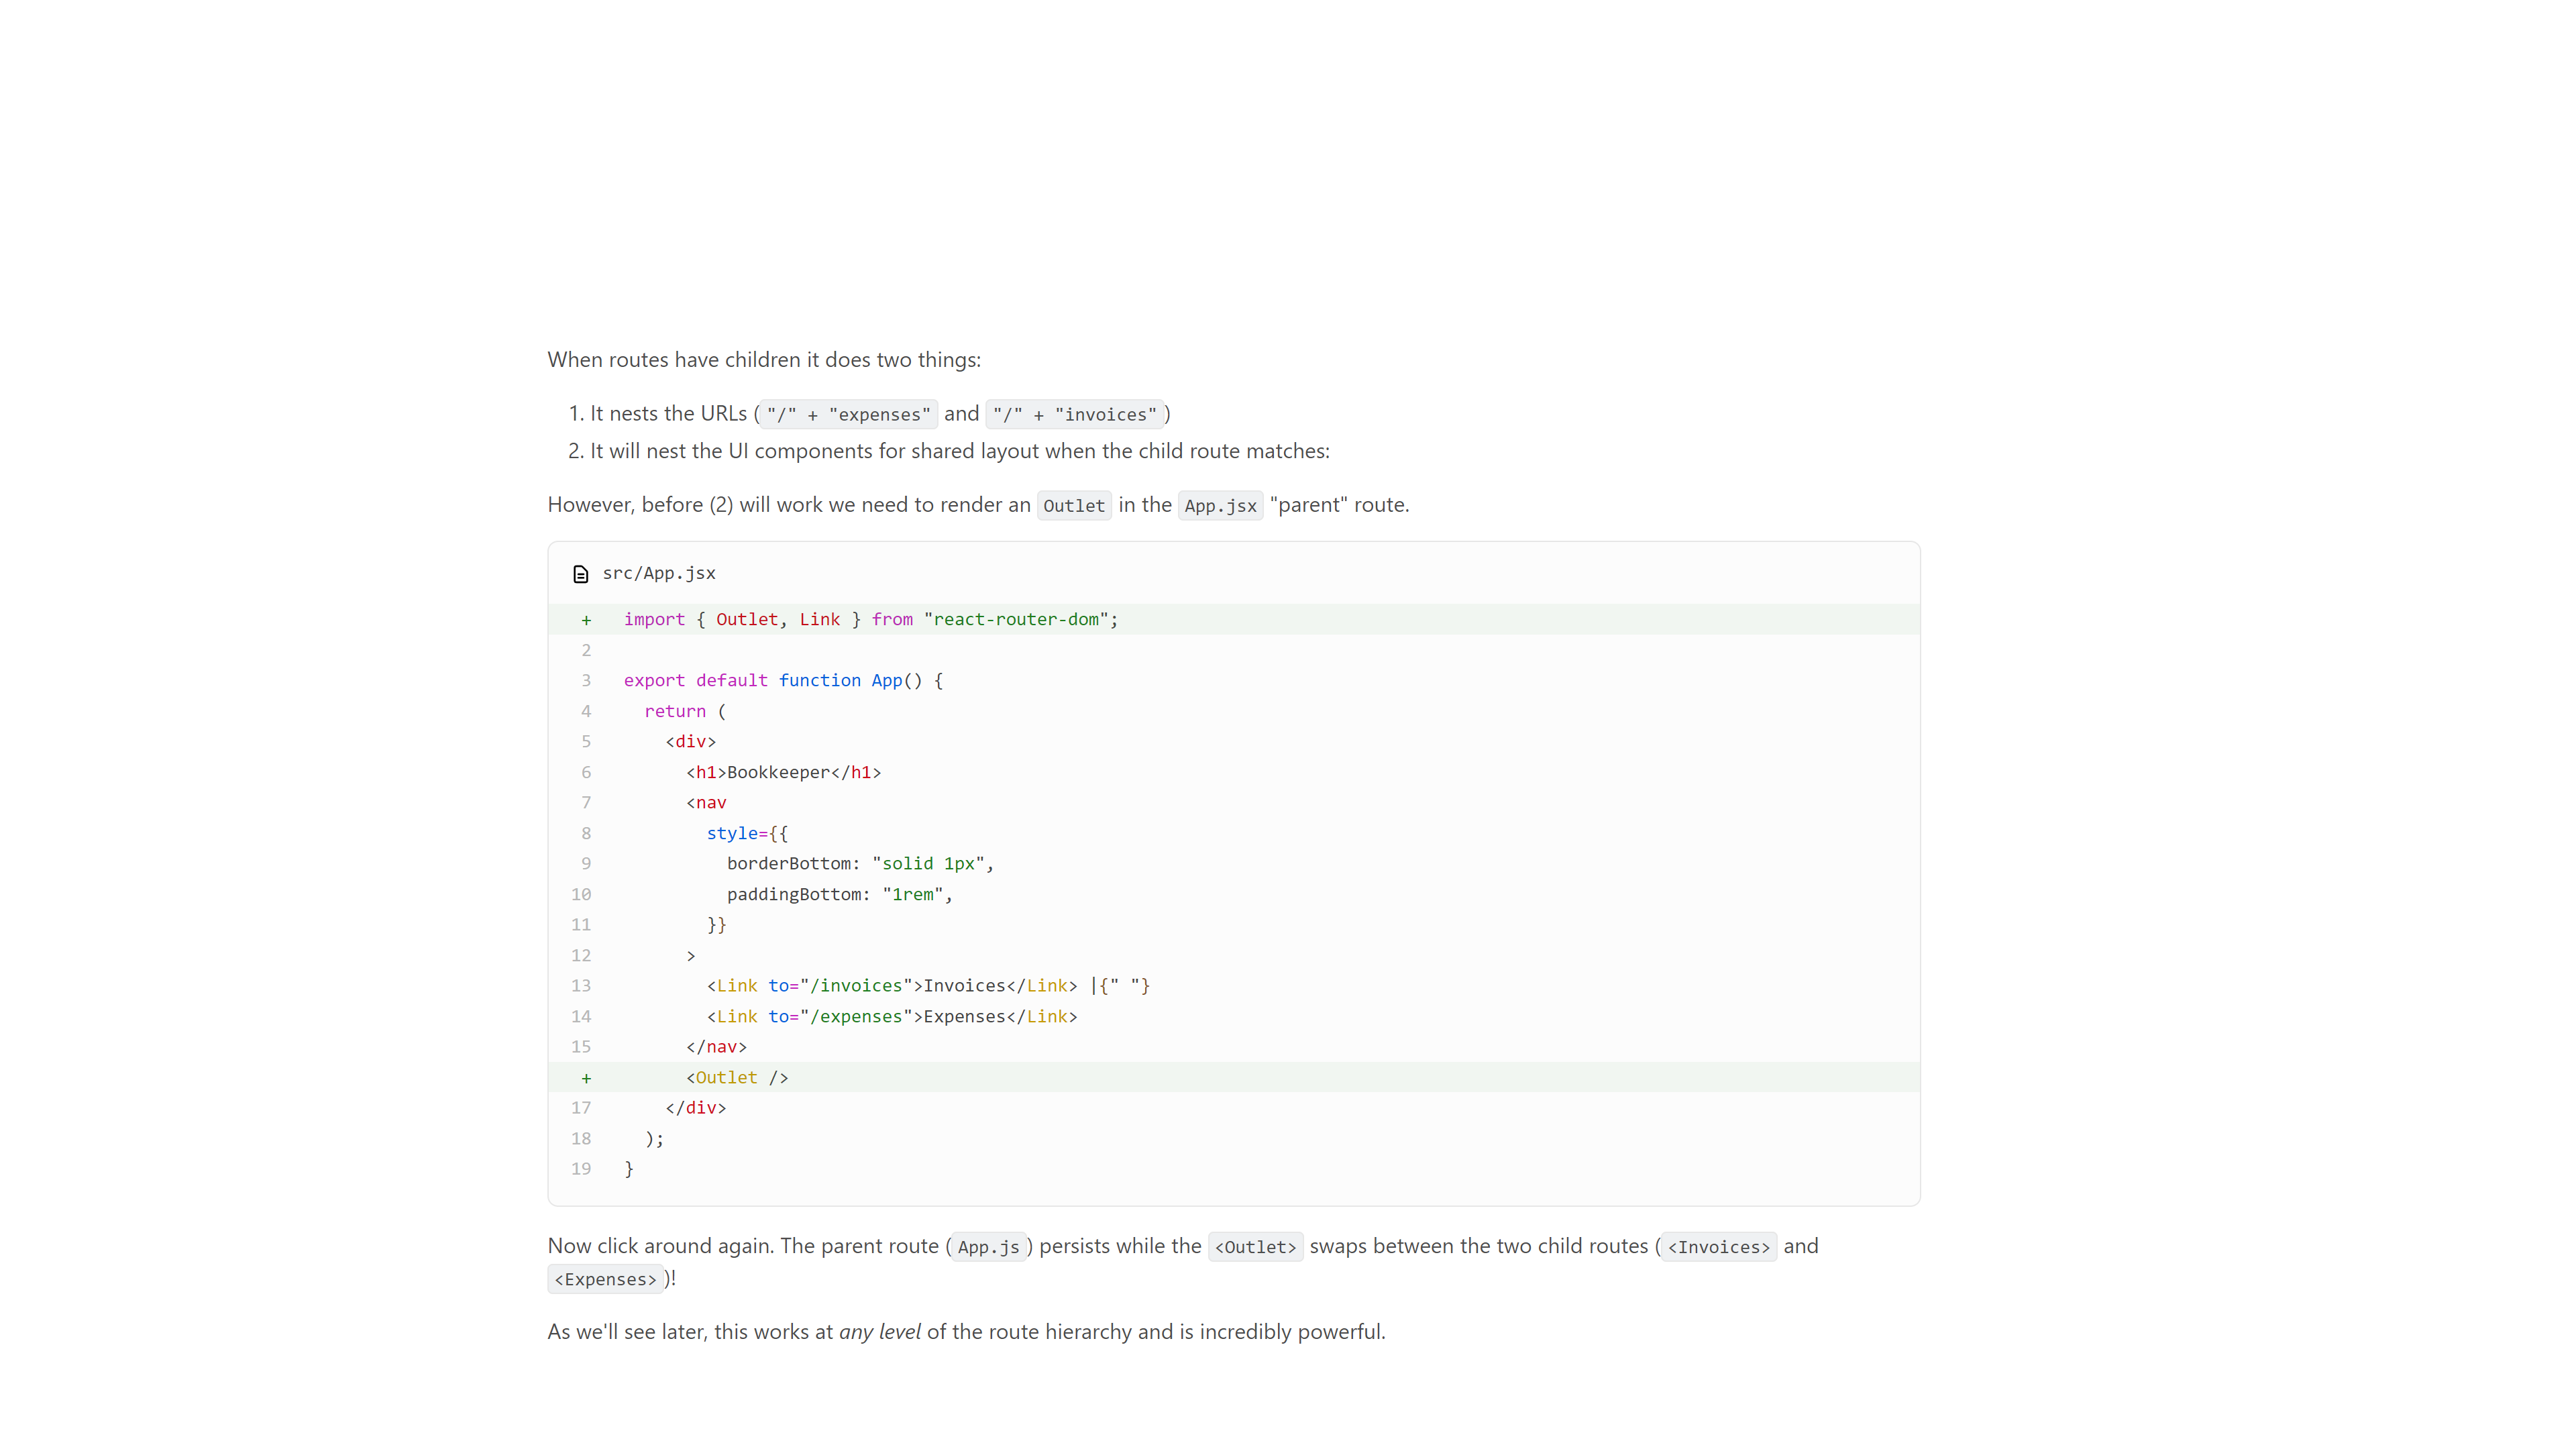 When routes have children it does two things:
1. It nests the URLs ( "/" + "expenses" and "/" + "invoices" )
2. It will nest the UI components for shared layout when the child route matches:
However, before (2) will work we need to render an Outlet in the App.jsx "parent" route.
src/App.jsx
+ import { Outlet, Link } from "react-router-dom";
2
3 export default function App() {
4   return (
5     <div>
6       <h1>Bookkeeper</h1>
7       <nav
8         style={{
9           borderBottom: "solid 1px",
10           paddingBottom: "1rem",
11         }}
12       >
13         <Link to="/invoices">Invoices</Link> |{" "}
14         <Link to="/expenses">Expenses</Link>
15       </nav>
+       <Outlet />
17     </div>
18   );
19 }
Now click around again. The parent route ( App.js ) persists while the <Outlet> swaps between the two child routes ( <Invoices> and
<Expenses> )!
As we'll see later, this works at any level of the route hierarchy and is incredibly powerful.